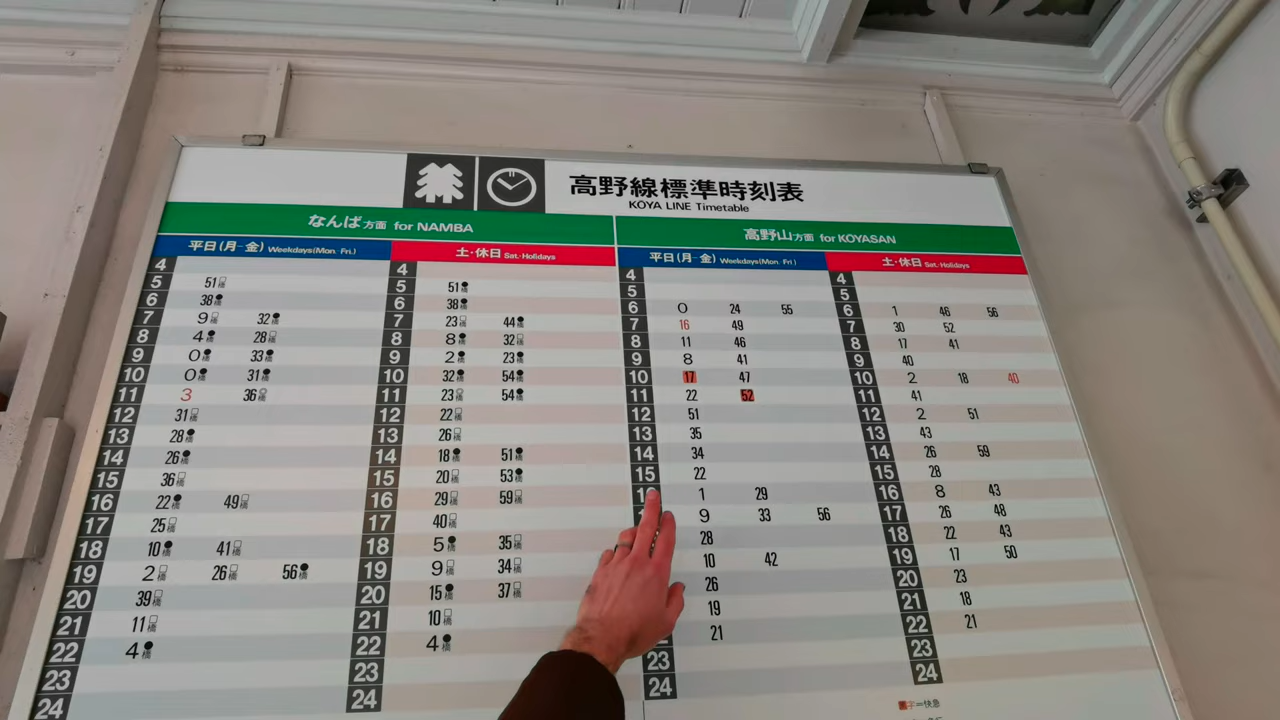 高野線標準時刻表
KOYA LINE Timetable
なんば方面 for NAMBA
高野山方面 for KOYASAN
平日(月-金) Weekdays(Mon.-Fri.)
土・休日 Sat.・Holidays
平日(月-金) Weekdays(Mon.-Fri.)
土・休日 Sat.・Holidays
4 4 4 4
5 51 5 51 5 5
6 38 6 38 6 0 24 55 6 1 46 56
7 9 32 7 23 44 7 16 49 7 30 52
8 4 28 8 8 32 8 11 46 8 17 41
9 0 33 9 2 23 9 8 41 9 40
10 0 31 10 32 54 10 17 47 10 2 18 40
11 3 36 11 23 54 11 22 52 11 41
12 31 12 22 12 51 12 2 51
13 28 13 26 13 35 13 43
14 26 14 18 51 14 34 14 26 59
15 36 15 20 53 15 22 15 28
16 22 49 16 29 59 1 29 16 8 43
17 25 17 40 9 33 56 17 26 48
18 10 41 18 5 35 28 18 22 43
19 2 26 56 19 9 34 10 42 19 17 50
20 39 20 15 37 26 20 23
21 11 21 10 19 21 18
22 4 22 4 21 22 21
23 23 23 23
24 24 24 24
字=快急